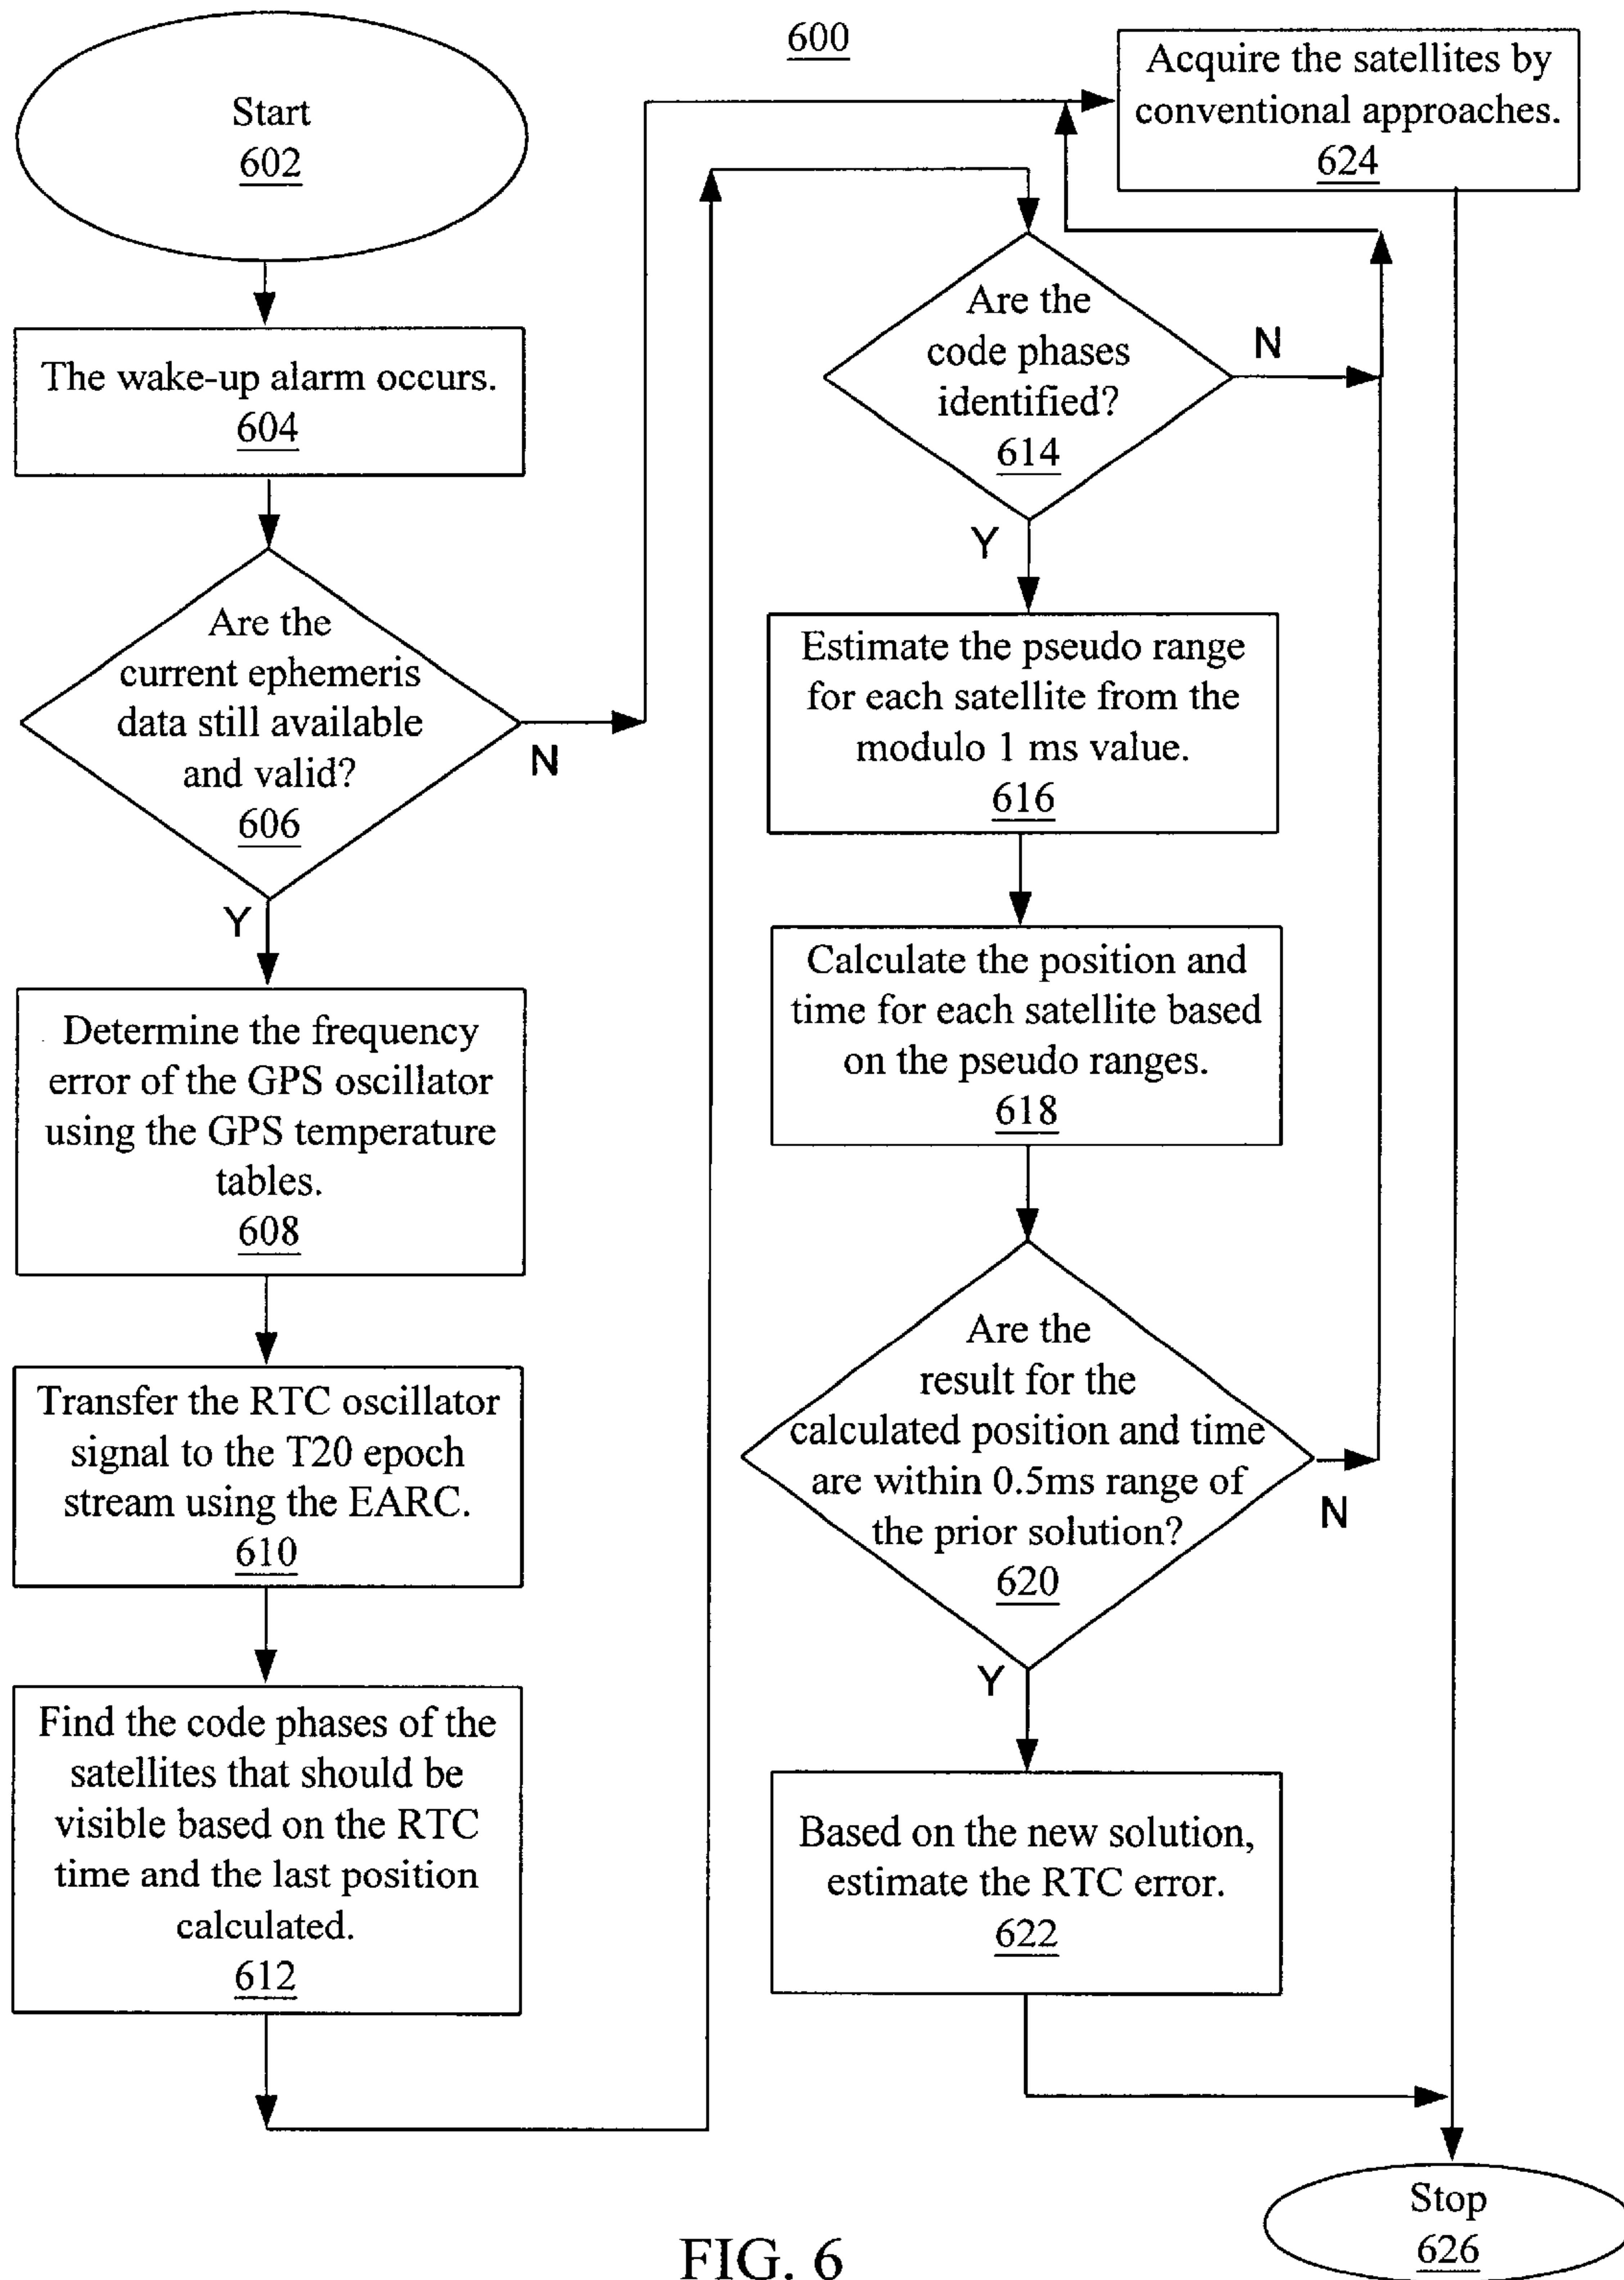 600
Start
602
The wake-up alarm occurs.
604
Are the
current ephemeris
data still available
and valid?
606
N
Y
Determine the frequency
error of the GPS oscillator
using the GPS temperature
tables.
608
Transfer the RTC oscillator
signal to the T20 epoch
stream using the EARC.
610
Find the code phases of the
satellites that should be
visible based on the RTC
time and the last position
calculated.
612
Acquire the satellites by
conventional approaches.
624
Are the
code phases
identified?
614
N
Y
Estimate the pseudo range
for each satellite from the
modulo 1 ms value.
616
Calculate the position and
time for each satellite based
on the pseudo ranges.
618
Are the
result for the
calculated position and time
are within 0.5ms range of
the prior solution?
620
N
Y
Based on the new solution,
estimate the RTC error.
622
Stop
626
FIG. 6